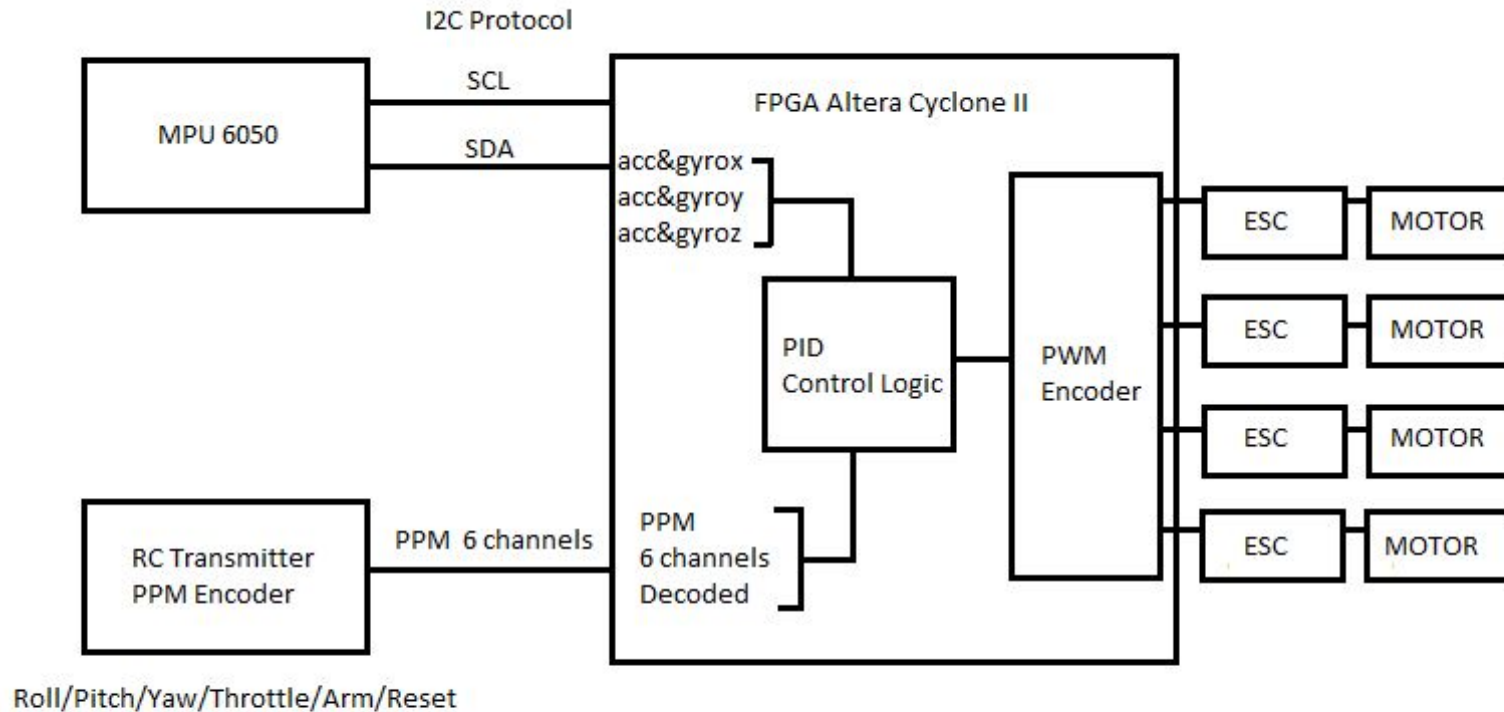 I2C Protocol
MPU 6050
SCL
SDA
FPGA Altera Cyclone II
acc&gyrox
acc&gyroy
acc&gyroz
PID
Control Logic
PWM
Encoder
ESC
MOTOR
ESC
MOTOR
ESC
MOTOR
ESC
MOTOR
RC Transmitter
PPM Encoder
PPM 6 channels
PPM
6 channels
Decoded
Roll/Pitch/Yaw/Throttle/Arm/Reset